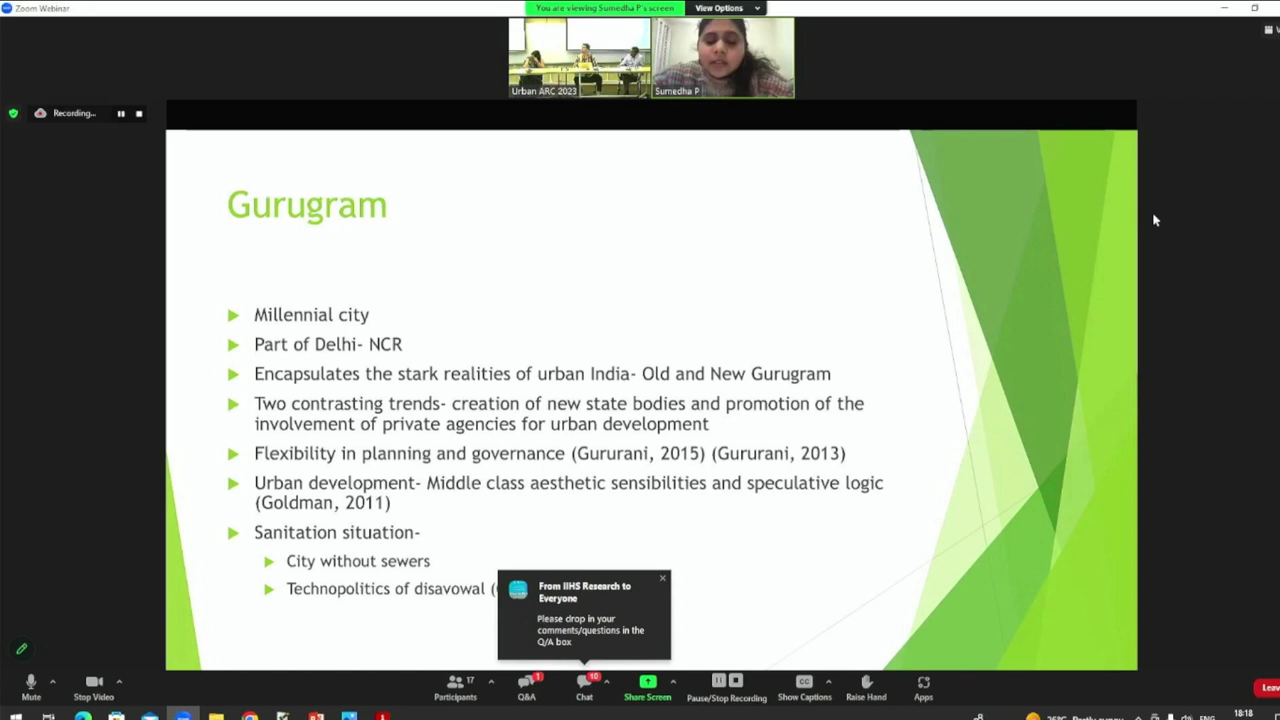 Zoom Webinar
You are viewing Sumedha P's screen
View Options
Urban ARC 2023
Sumedha P
Recording...
Gurugram
Millennial city
Part of Delhi- NCR
Encapsulates the stark realities of urban India- Old and New Gurugram
Two contrasting trends- creation of new state bodies and promotion of the
involvement of private agencies for urban development
Flexibility in planning and governance (Gururani, 2015) (Gururani, 2013)
Urban development- Middle class aesthetic sensibilities and speculative logic
(Goldman, 2011)
Sanitation situation-
City without sewers
Technopolitics of disavowal (
From IIHS Research to
Everyone
Please drop in your
comments/questions in the
Q/A box
Mute
Stop Video
17
Participants
1
Q&A
10
Chat
Share Screen
Pause/Stop Recording
CC
Show Captions
Raise Hand
Apps
Leav
18:18